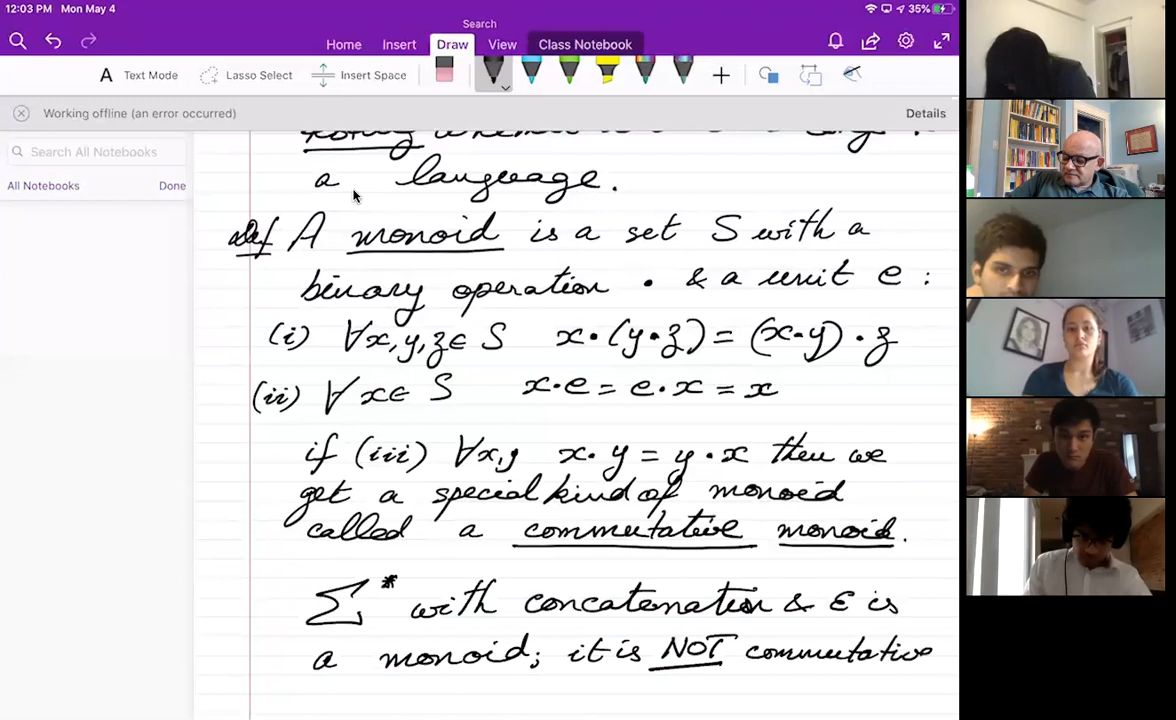 12:03 PM Mon May 4
35%
Search
Home Insert Draw View Class Notebook
Text Mode Lasso Select Insert Space
Working offline (an error occurred) Details
Search All Notebooks
All Notebooks Done
a language.
Def A monoid is a set S with a
binary operation · & a unit e :
(i) ∀x,y,z ∈ S x·(y·z) = (x·y)·z
(ii) ∀ x ∈ S x·e = e·x = x
if (iii) ∀x,y x·y = y·x then we
get a special kind of monoid
called a commutative monoid.
Σ* with concatenation & ε is
a monoid; it is NOT commutative